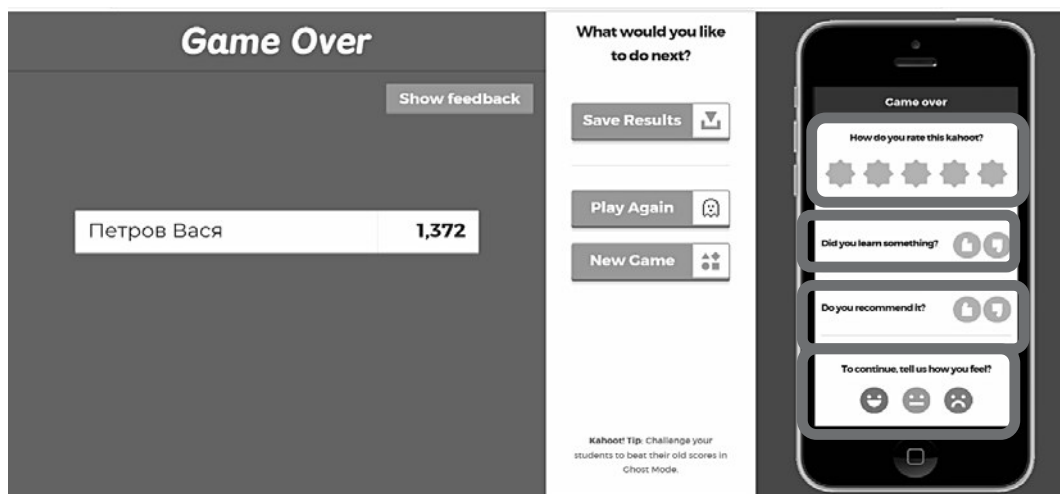 Game Over
Show feedback
Петров Вася 1,372
What would you like
to do next?
Save Results
Play Again
New Game
Kahoot! Tip: Challenge your
students to beat their old scores in
Ghost Mode.
Game over
How do you rate this kahoot?
Did you learn something?
Do you recommend it?
To continue, tell us how you feel?